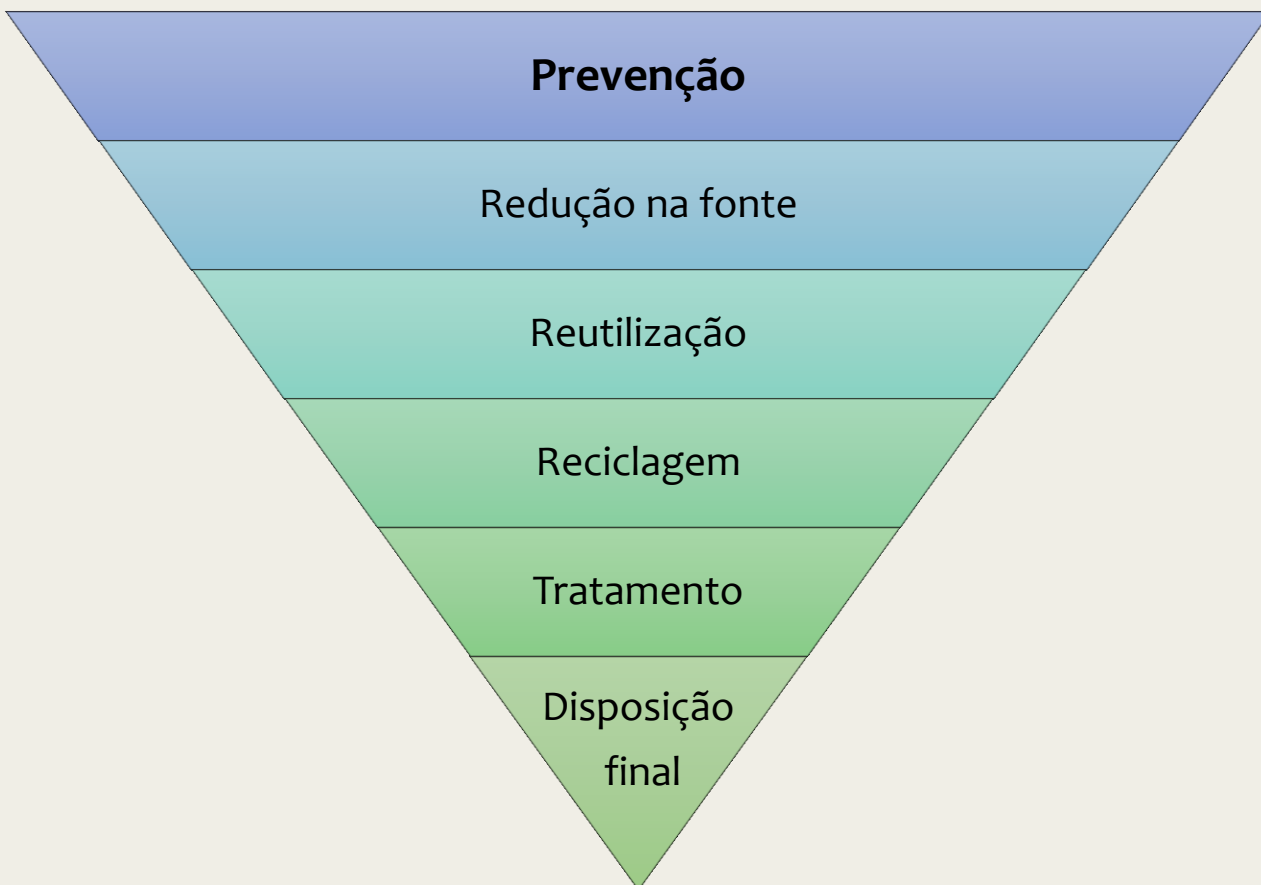 Prevenção
Redução na fonte
Reutilização
Reciclagem
Tratamento
Disposição
final